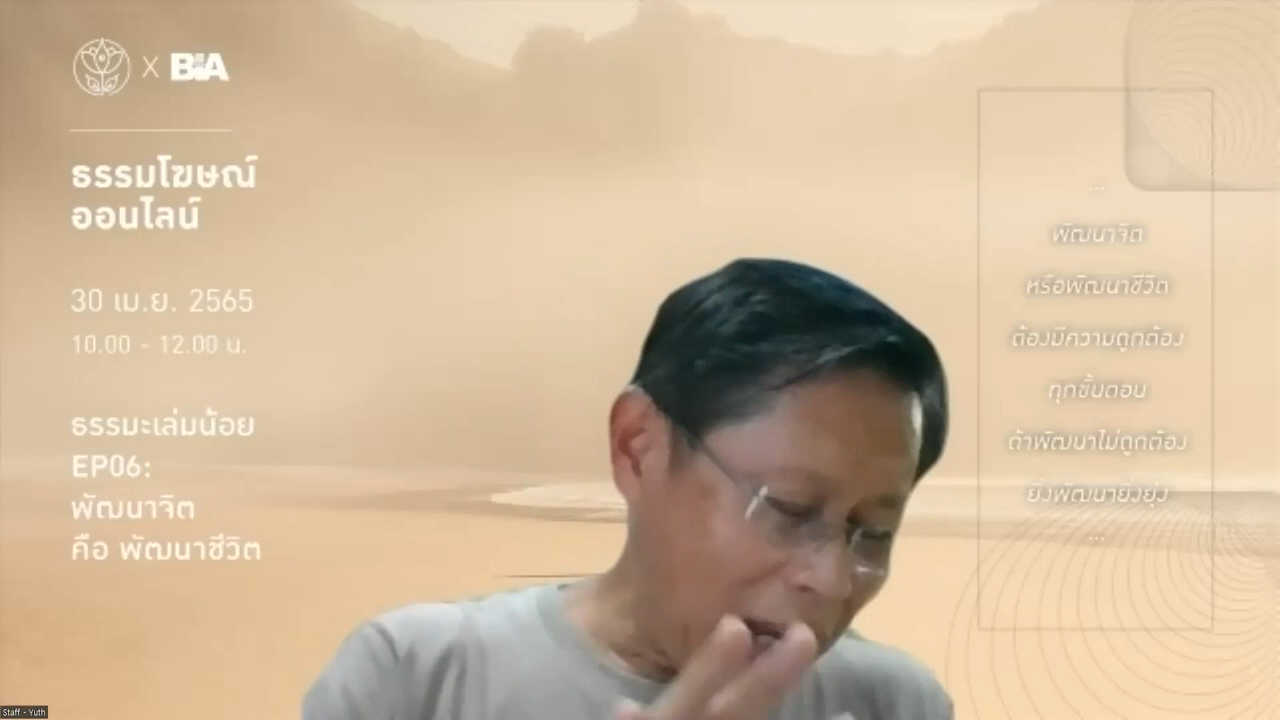 X BIA
ธรรมโฆษณ์
ออนไลน์
30 เม.ย. 2565
10.00 - 12.00 น.
ธรรมะเล่มน้อย
EP06:
พัฒนาจิต
คือ พัฒนาชีวิต
...
พัฒนาจิต
หรือพัฒนาชีวิต
ต้องมีความถูกต้อง
ทุกขั้นตอน
ถ้าพัฒนาไม่ถูกต้อง
ยิ่งพัฒนายิ่งยุ่ง
...
Staff - Yuth